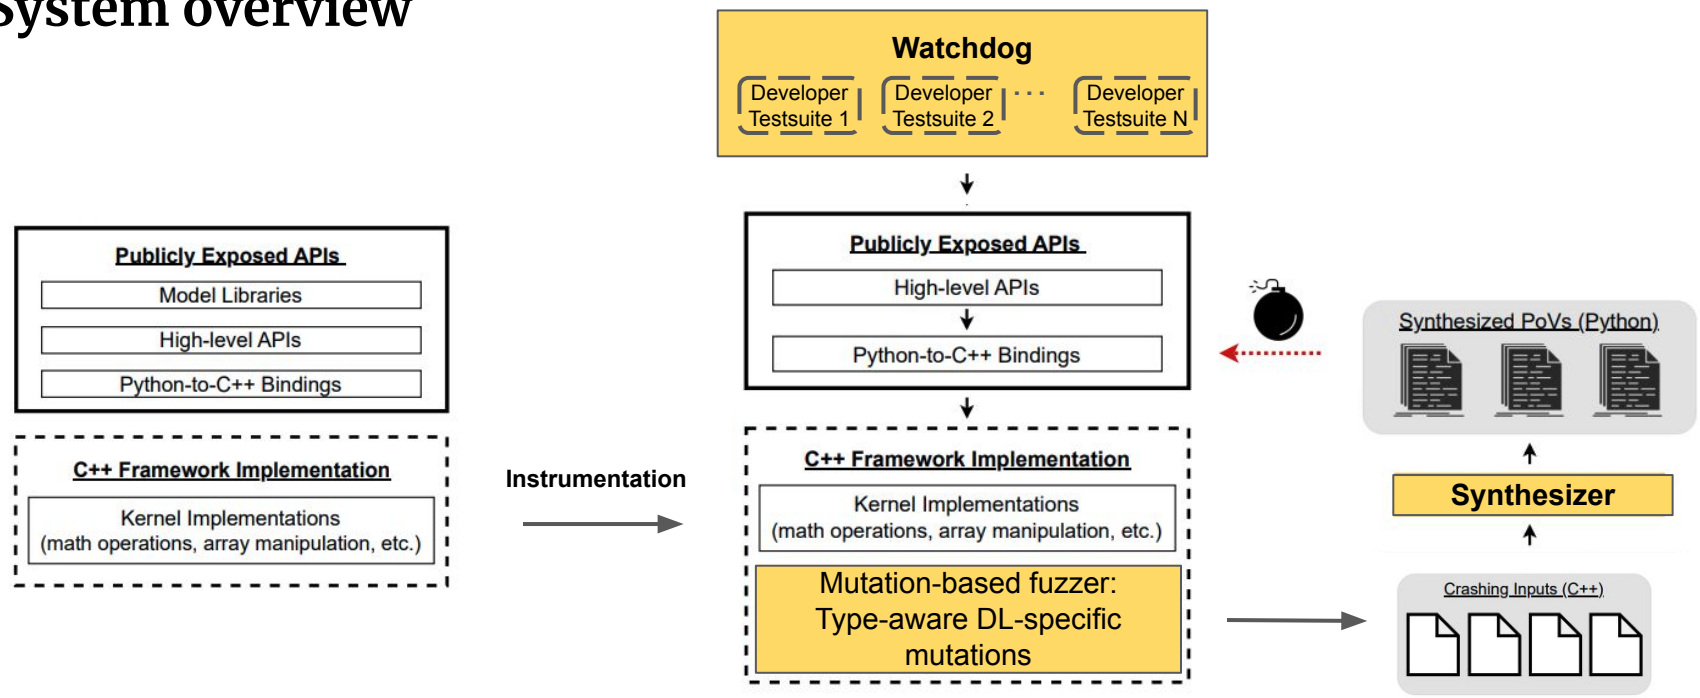 System overview
Watchdog
Developer
Testsuite 1
Developer
Testsuite 2
...
Developer
Testsuite N
Publicly Exposed APIs
Model Libraries
High-level APIs
Python-to-C++ Bindings
C++ Framework Implementation
Kernel Implementations
(math operations, array manipulation, etc.)
Instrumentation
Publicly Exposed APIs
High-level APIs
Python-to-C++ Bindings
C++ Framework Implementation
Kernel Implementations
(math operations, array manipulation, etc.)
Mutation-based fuzzer:
Type-aware DL-specific
mutations
Synthesized PoVs (Python)
Synthesizer
Crashing Inputs (C++)